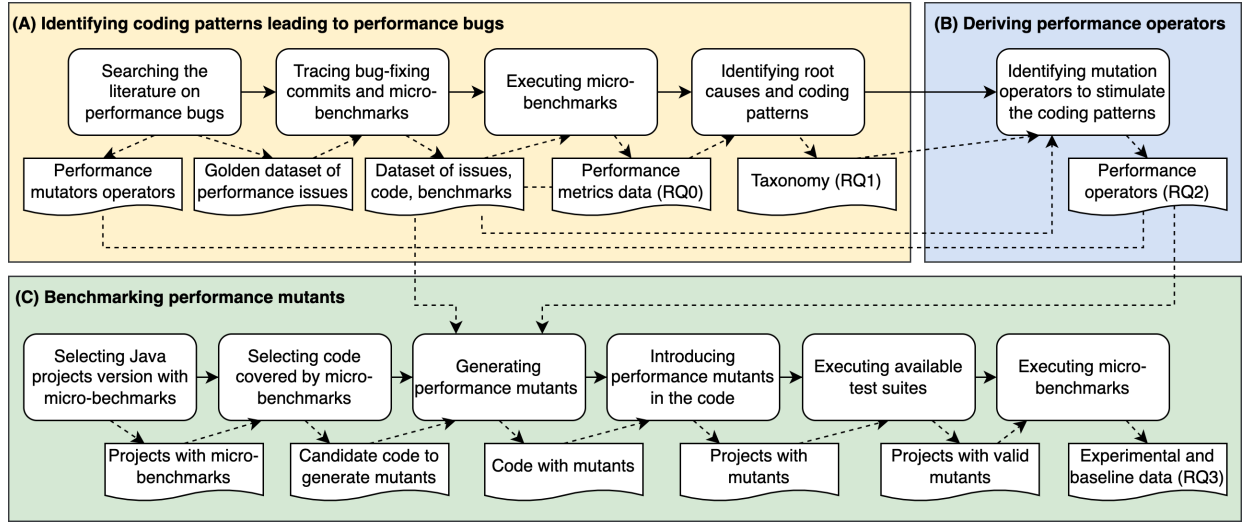 (A) Identifying coding patterns leading to performance bugs
Searching the
literature on
performance bugs
Tracing bug-fixing
commits and micro-
benchmarks
Executing micro-
benchmarks
Identifying root
causes and coding
patterns
Performance
mutators operators
Golden dataset of
performance issues
Dataset of issues,
code, benchmarks
Performance
metrics data (RQ0)
Taxonomy (RQ1)
(B) Deriving performance operators
Identifying mutation
operators to stimulate
the coding patterns
Performance
operators (RQ2)
(C) Benchmarking performance mutants
Selecting Java
projects version with
micro-bechmarks
Selecting code
covered by micro-
benchmarks
Generating
performance mutants
Introducing
performance mutants
in the code
Executing available
test suites
Executing micro-
benchmarks
Projects with micro-
benchmarks
Candidate code to
generate mutants
Code with mutants
Projects with
mutants
Projects with valid
mutants
Experimental and
baseline data (RQ3)